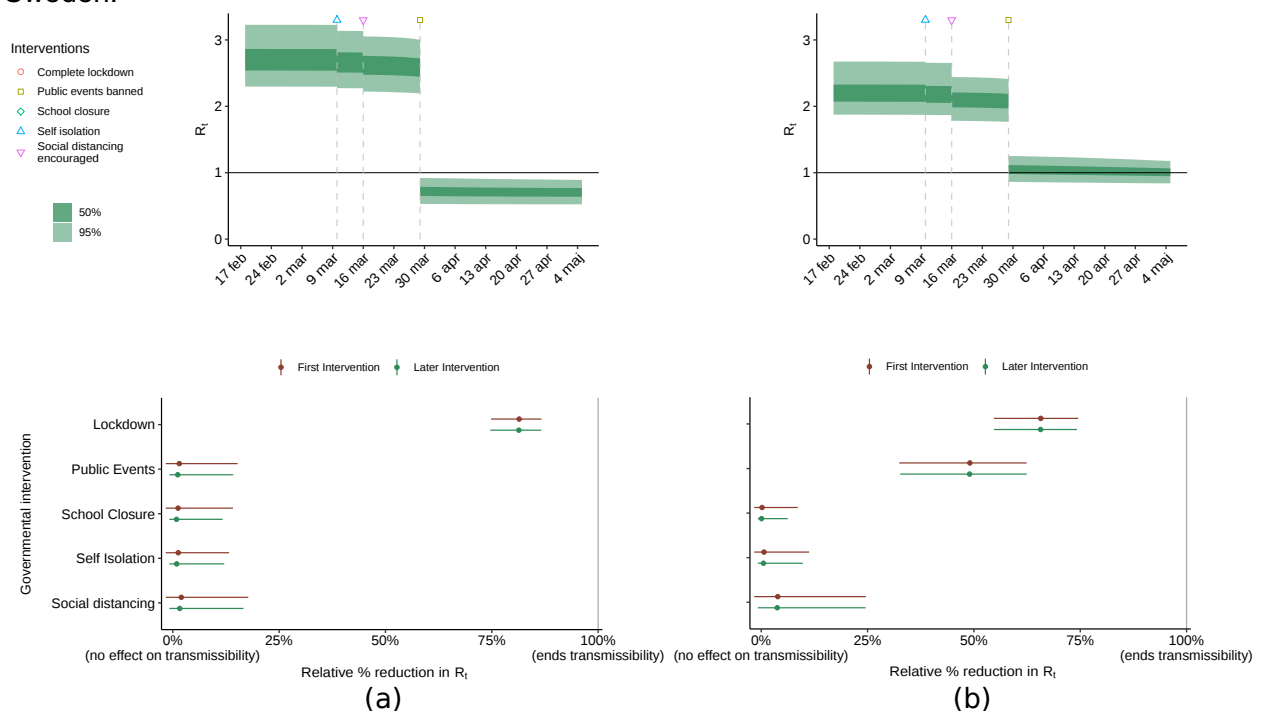 Sweden.
Interventions
Complete lockdown
Public events banned
School closure
Self isolation
Social distancing
encouraged
50%
95%
3
2
1
0
Rt
17 feb
24 feb
2 mar
9 mar
16 mar
23 mar
30 mar
6 apr
13 apr
20 apr
27 apr
4 maj
3
2
1
0
Rt
17 feb
24 feb
2 mar
9 mar
16 mar
23 mar
30 mar
6 apr
13 apr
20 apr
27 apr
4 maj
First Intervention Later Intervention
Governmental intervention
Lockdown
Public Events
School Closure
Self Isolation
Social distancing
0% 25% 50% 75% 100%
(no effect on transmissibility) (ends transmissibility)
Relative % reduction in Rt
(a)
First Intervention Later Intervention
0% 25% 50% 75% 100%
(no effect on transmissibility) (ends transmissibility)
Relative % reduction in Rt
(b)